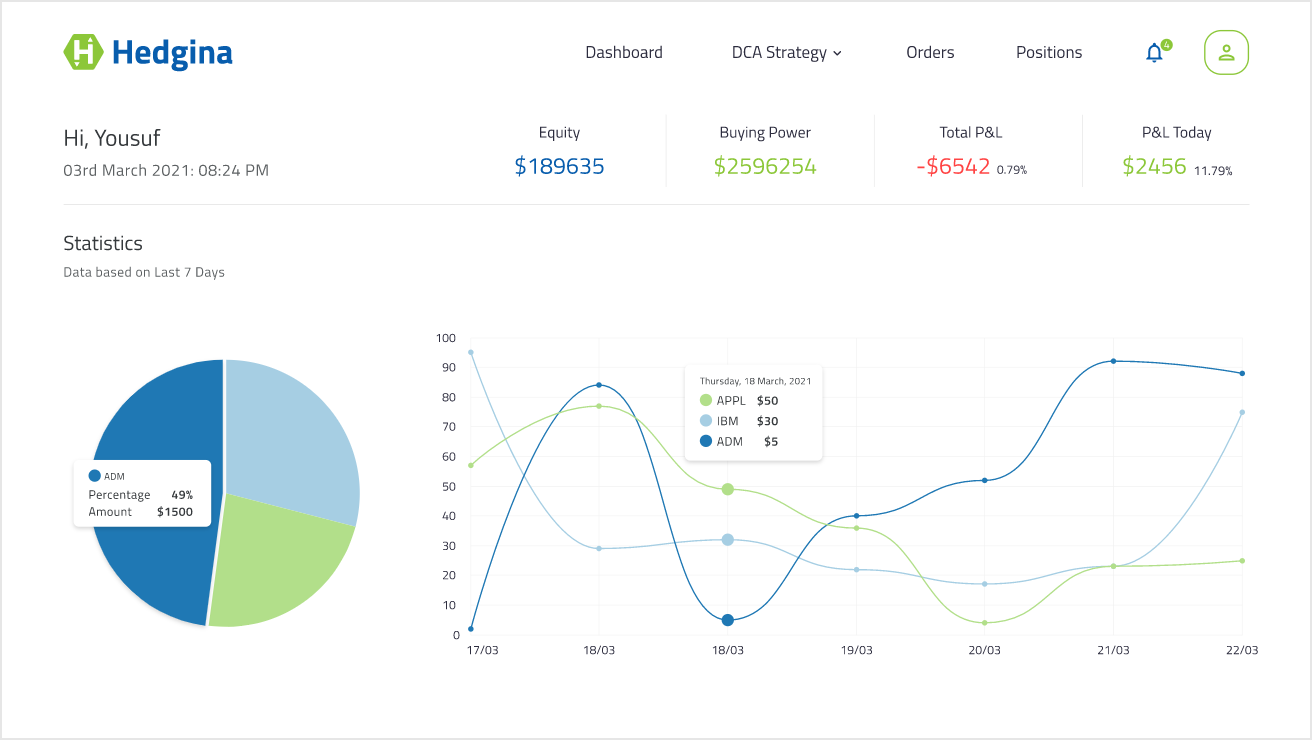 H Hedgina
Dashboard DCA Strategy Orders Positions 4
Hi, Yousuf
03rd March 2021: 08:24 PM
Equity Buying Power Total P&L P&L Today
$189635 $2596254 -$6542 0.79% $2456 11.79%
Statistics
Data based on Last 7 Days
ADM
Percentage 49%
Amount $1500
100
90
80
70
60
50
40
30
20
10
0
Thursday, 18 March, 2021
APPL $50
IBM $30
ADM $5
17/03 18/03 18/03 19/03 20/03 21/03 22/03